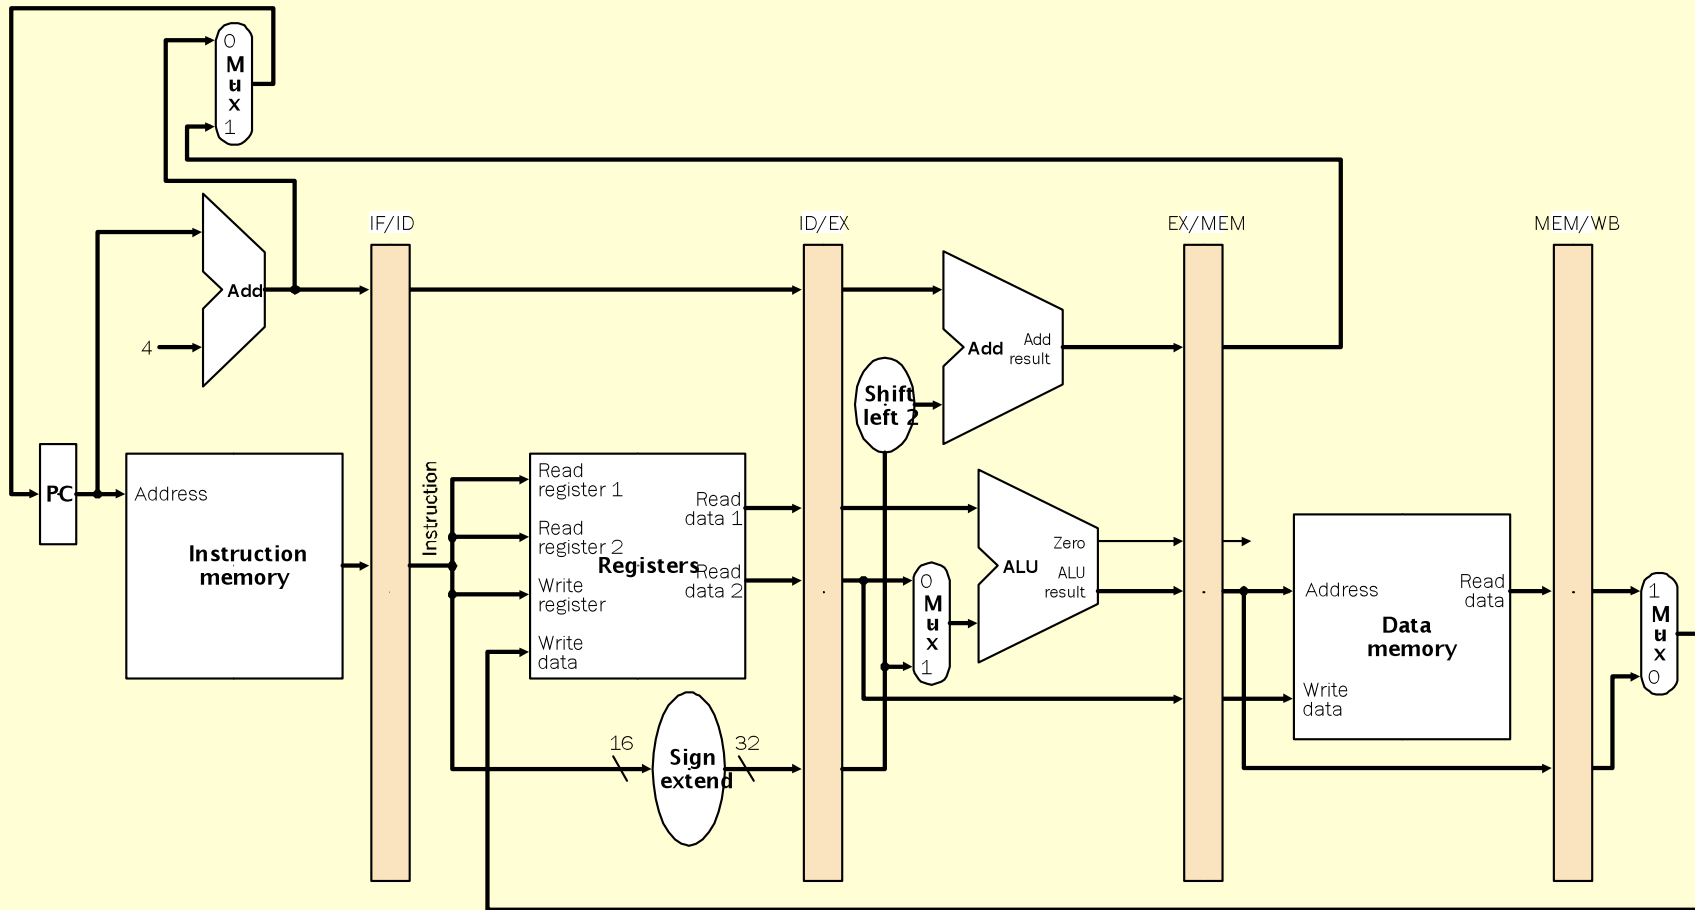 0
M
u
x
1
IF/ID
ID/EX
EX/MEM
MEM/WB
Add
4
Add
Add
result
Shift
left 2
PC
Address
Instruction
memory
Instruction
Read
register 1
Read
register 2
Write
register
Write
data
Registers
Read
data 1
Read
data 2
16
Sign
extend
32
0
M
u
x
1
Zero
ALU
ALU
result
Address
Read
data
Data
memory
Write
data
1
M
u
x
0